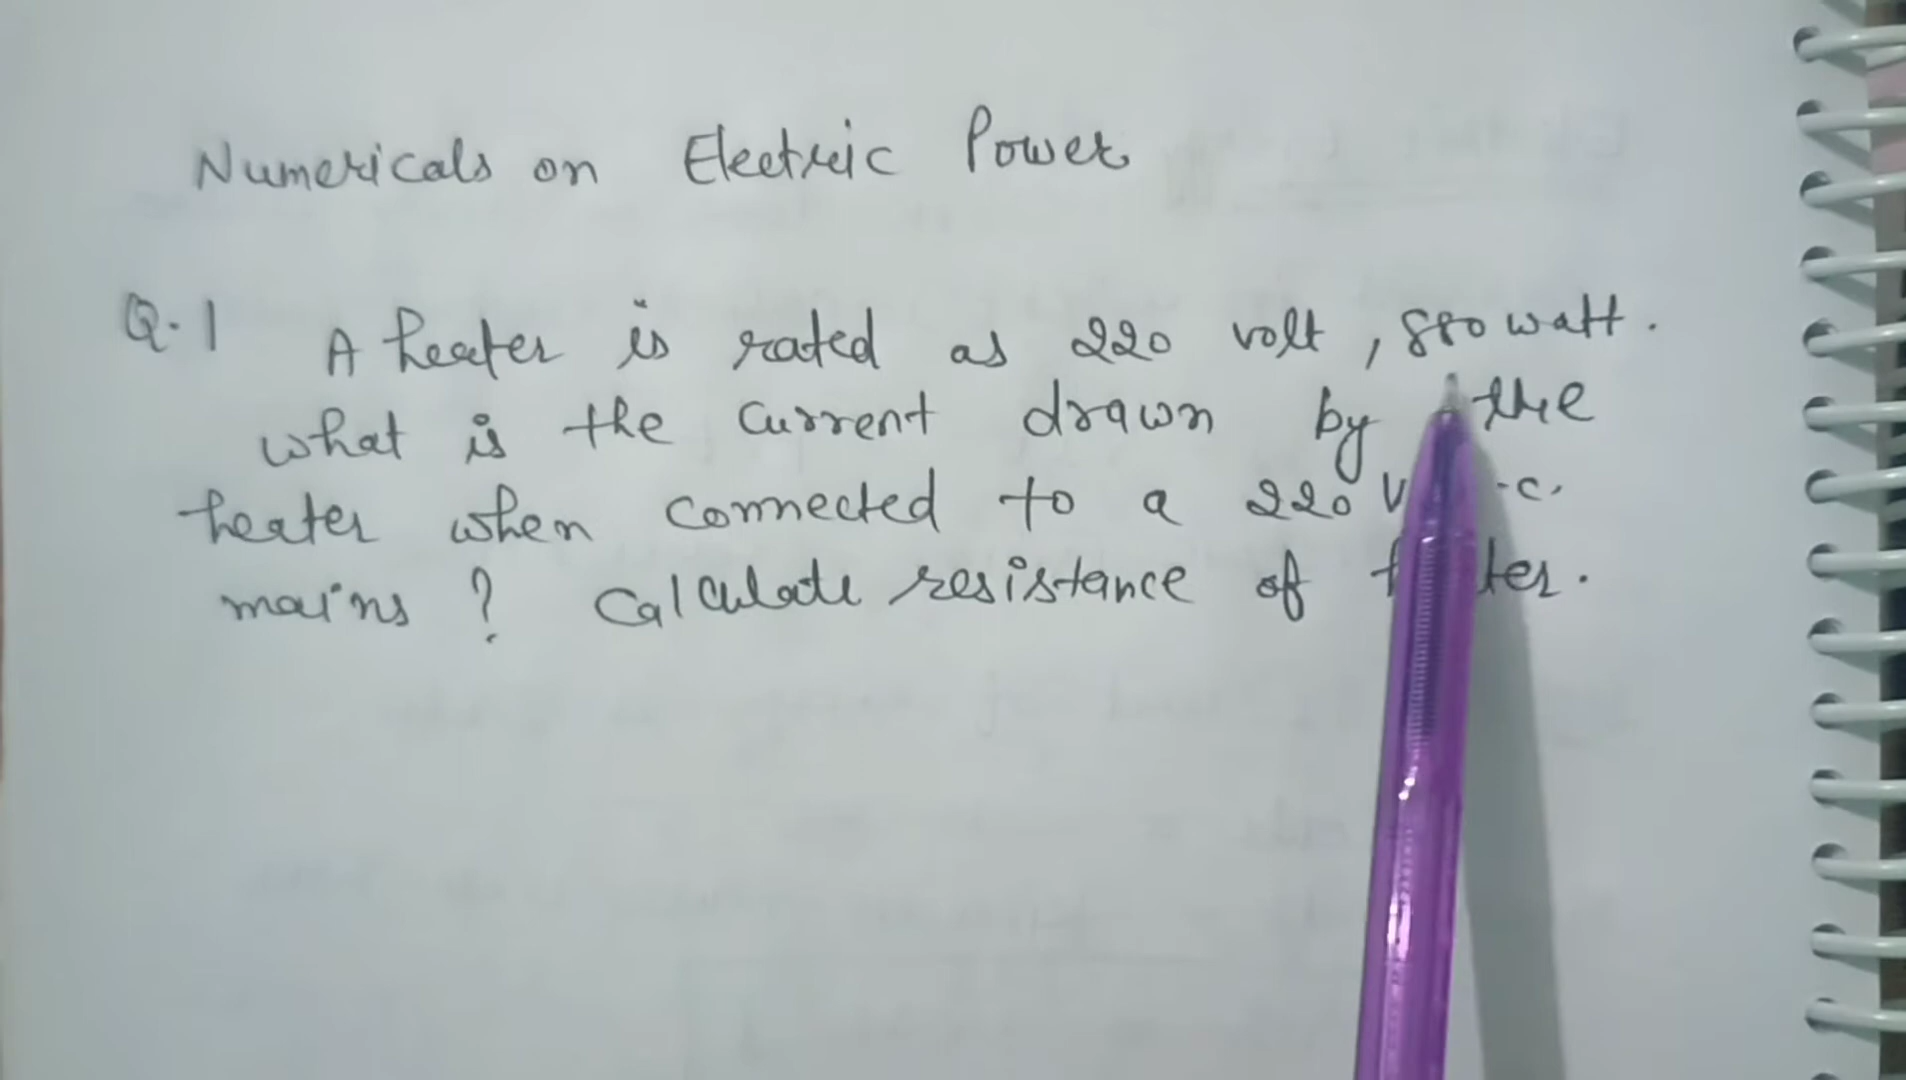 Numericals on Electric Power
Q.1 A heater is rated as 220 volt, 880 watt.
what is the current drawn by the
heater when connected to a 220 V .c.
mains ? Calculate resistance of